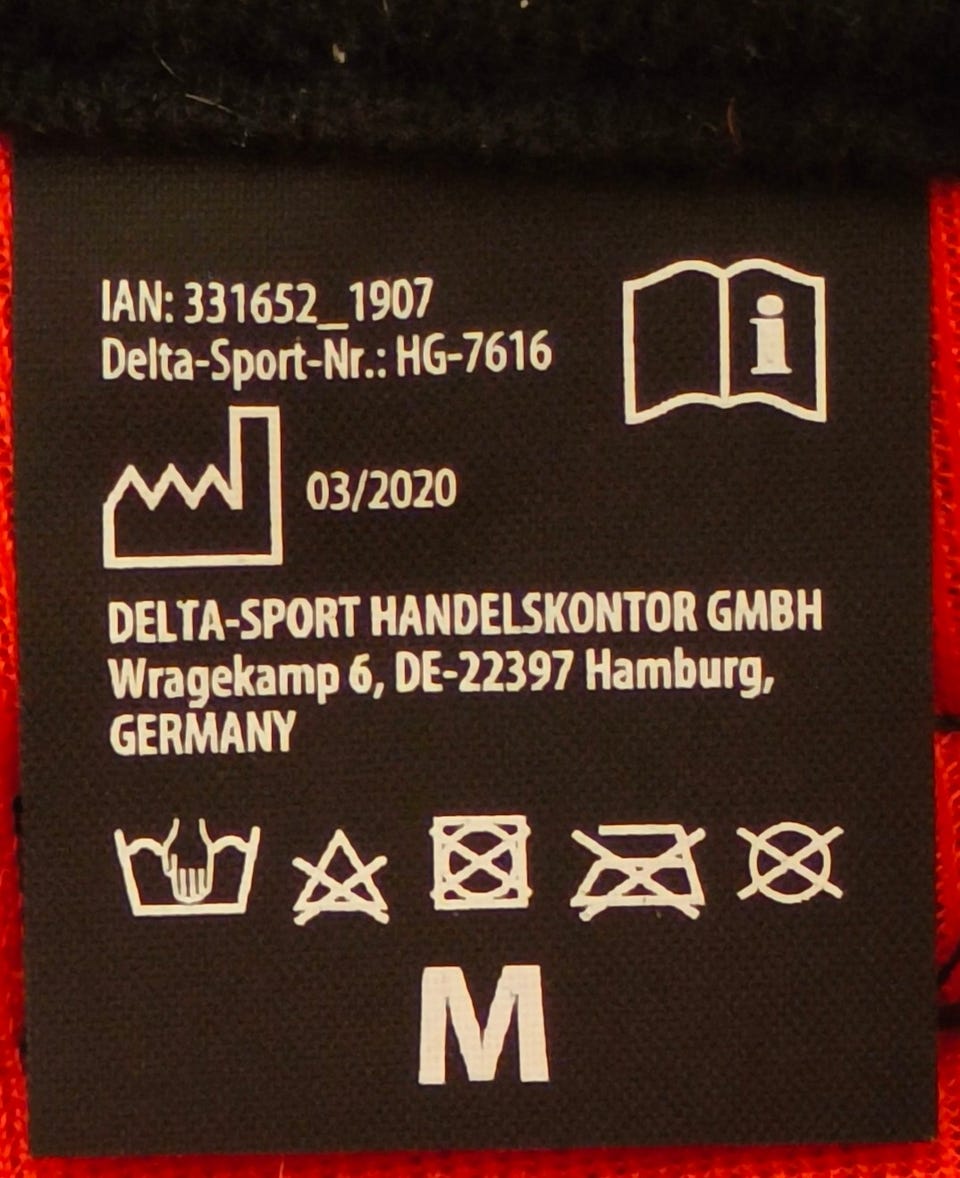 IAN: 331652_1907
Delta-Sport-Nr.: HG-7616
i
03/2020
DELTA-SPORT HANDELSKONTOR GMBH
Wragekamp 6, DE-22397 Hamburg,
GERMANY
M